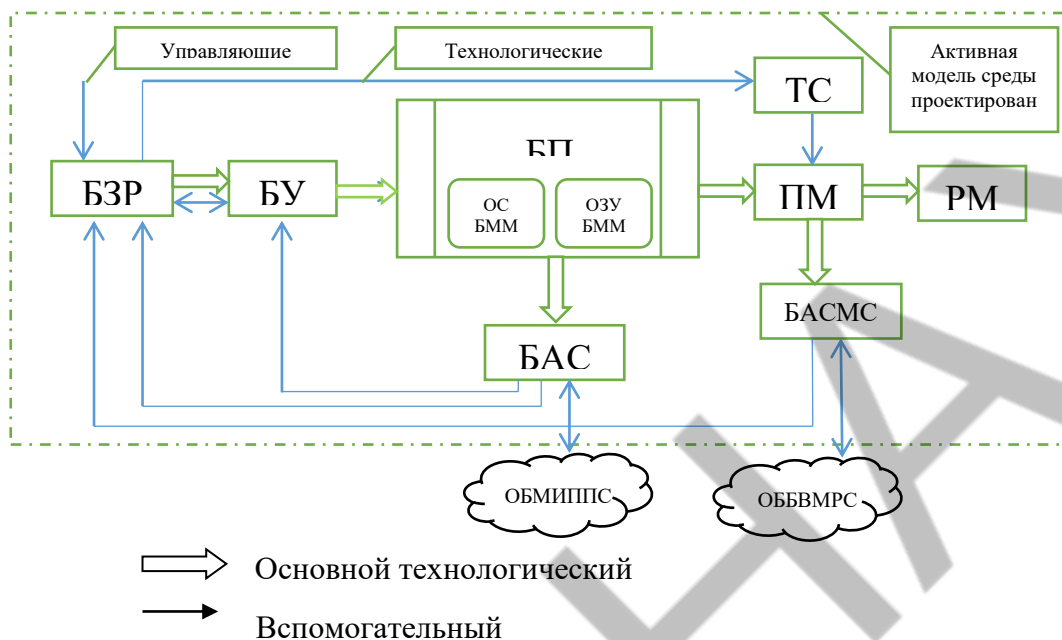 Управляюшие
Технологические
Активная
модель среды
проектирован
ТС
БП
БЗР
БУ
ОС
БММ
ОЗУ
БММ
ПМ
РМ
БАСМС
БАС
ОБМИППС
ОББВМРС
Основной технологический
Вспомогательный